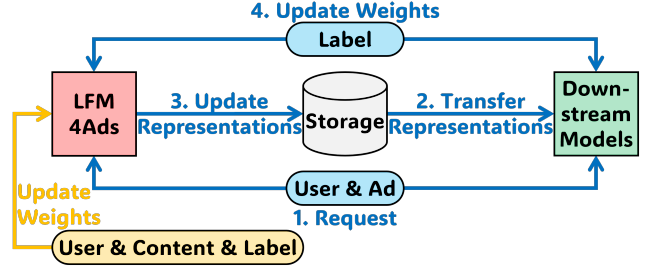 4. Update Weights
Label
LFM
4Ads
3. Update
Representations
Storage
2. Transfer
Representations
Down-
stream
Models
User & Ad
1. Request
Update
Weights
User & Content & Label